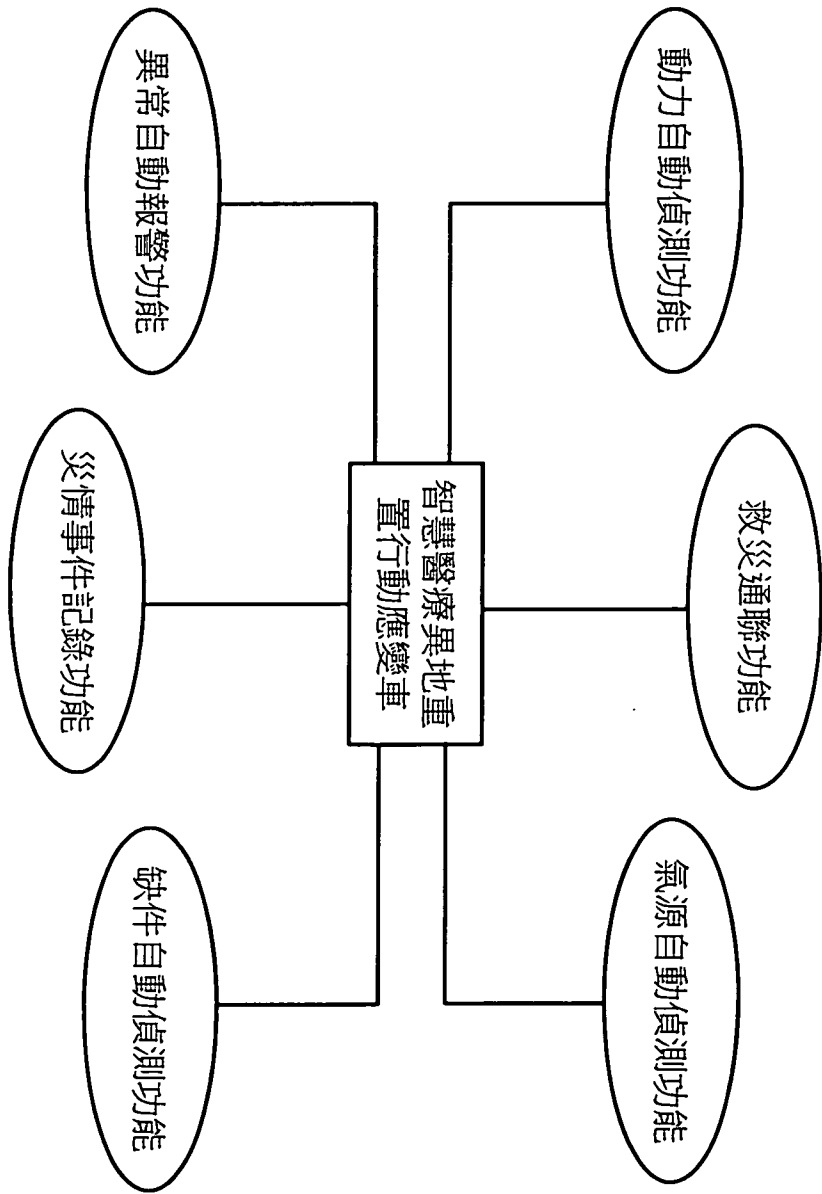 動力自動偵測功能
救災通聯功能
氣源自動偵測功能
智慧醫療異地重
置行動應變車
異常自動報警功能
災情事件記錄功能
缺件自動偵測功能